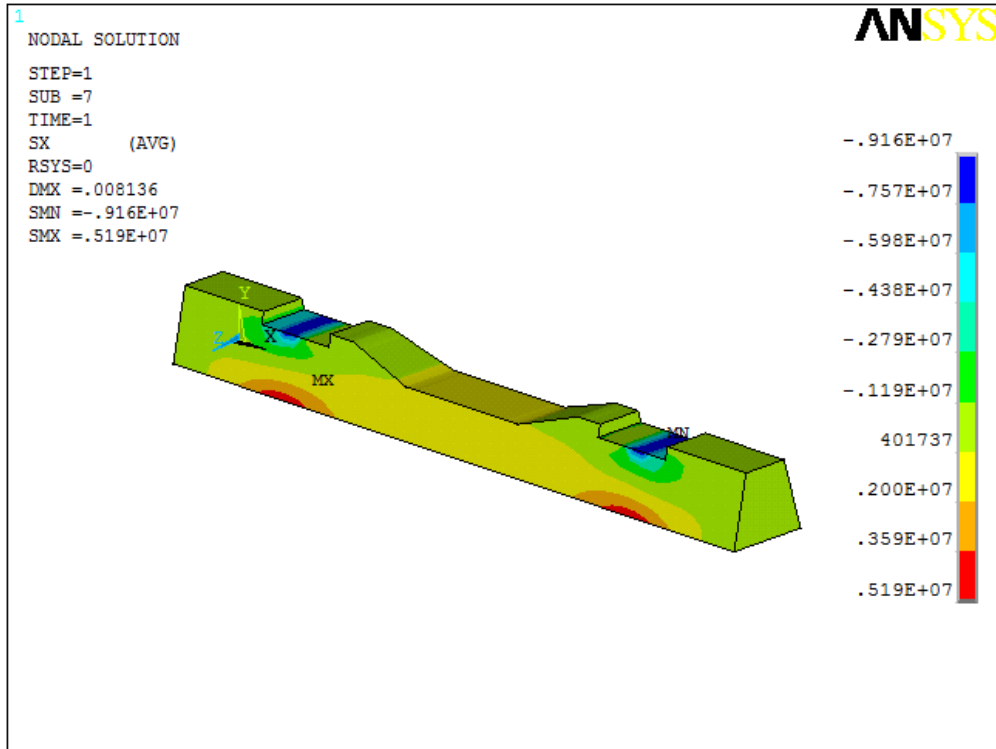 1
ANSYS
NODAL SOLUTION
STEP=1
SUB =7
TIME=1
SX (AVG)
RSYS=0
DMX =.008136
SMN =-.916E+07
SMX =.519E+07
-.916E+07
-.757E+07
-.598E+07
-.438E+07
-.279E+07
-.119E+07
401737
.200E+07
.359E+07
.519E+07
Y
Z
X
MX
MN